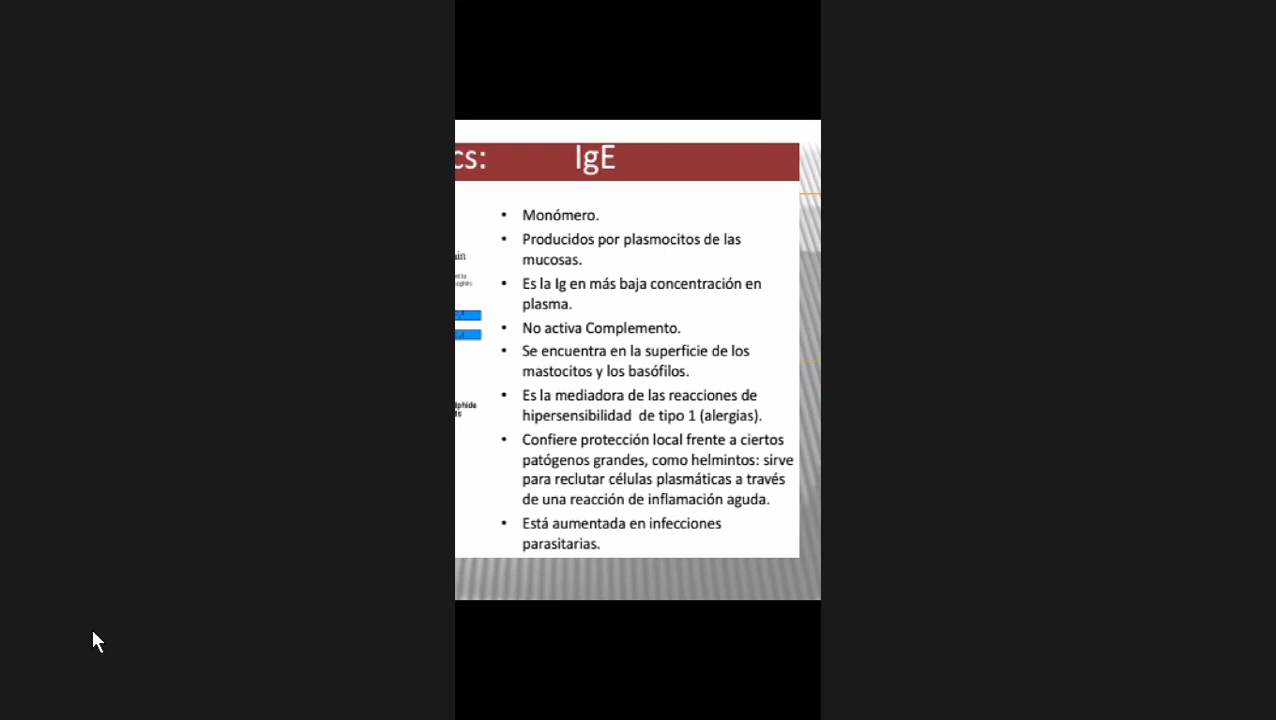 cs: IgE
• Monómero.
• Producidos por plasmocitos de las
mucosas.
• Es la Ig en más baja concentración en
plasma.
• No activa Complemento.
• Se encuentra en la superficie de los
mastocitos y los basófilos.
• Es la mediadora de las reacciones de
hipersensibilidad de tipo 1 (alergias).
• Confiere protección local frente a ciertos
patógenos grandes, como helmintos: sirve
para reclutar células plasmáticas a través
de una reacción de inflamación aguda.
• Está aumentada en infecciones
parasitarias.